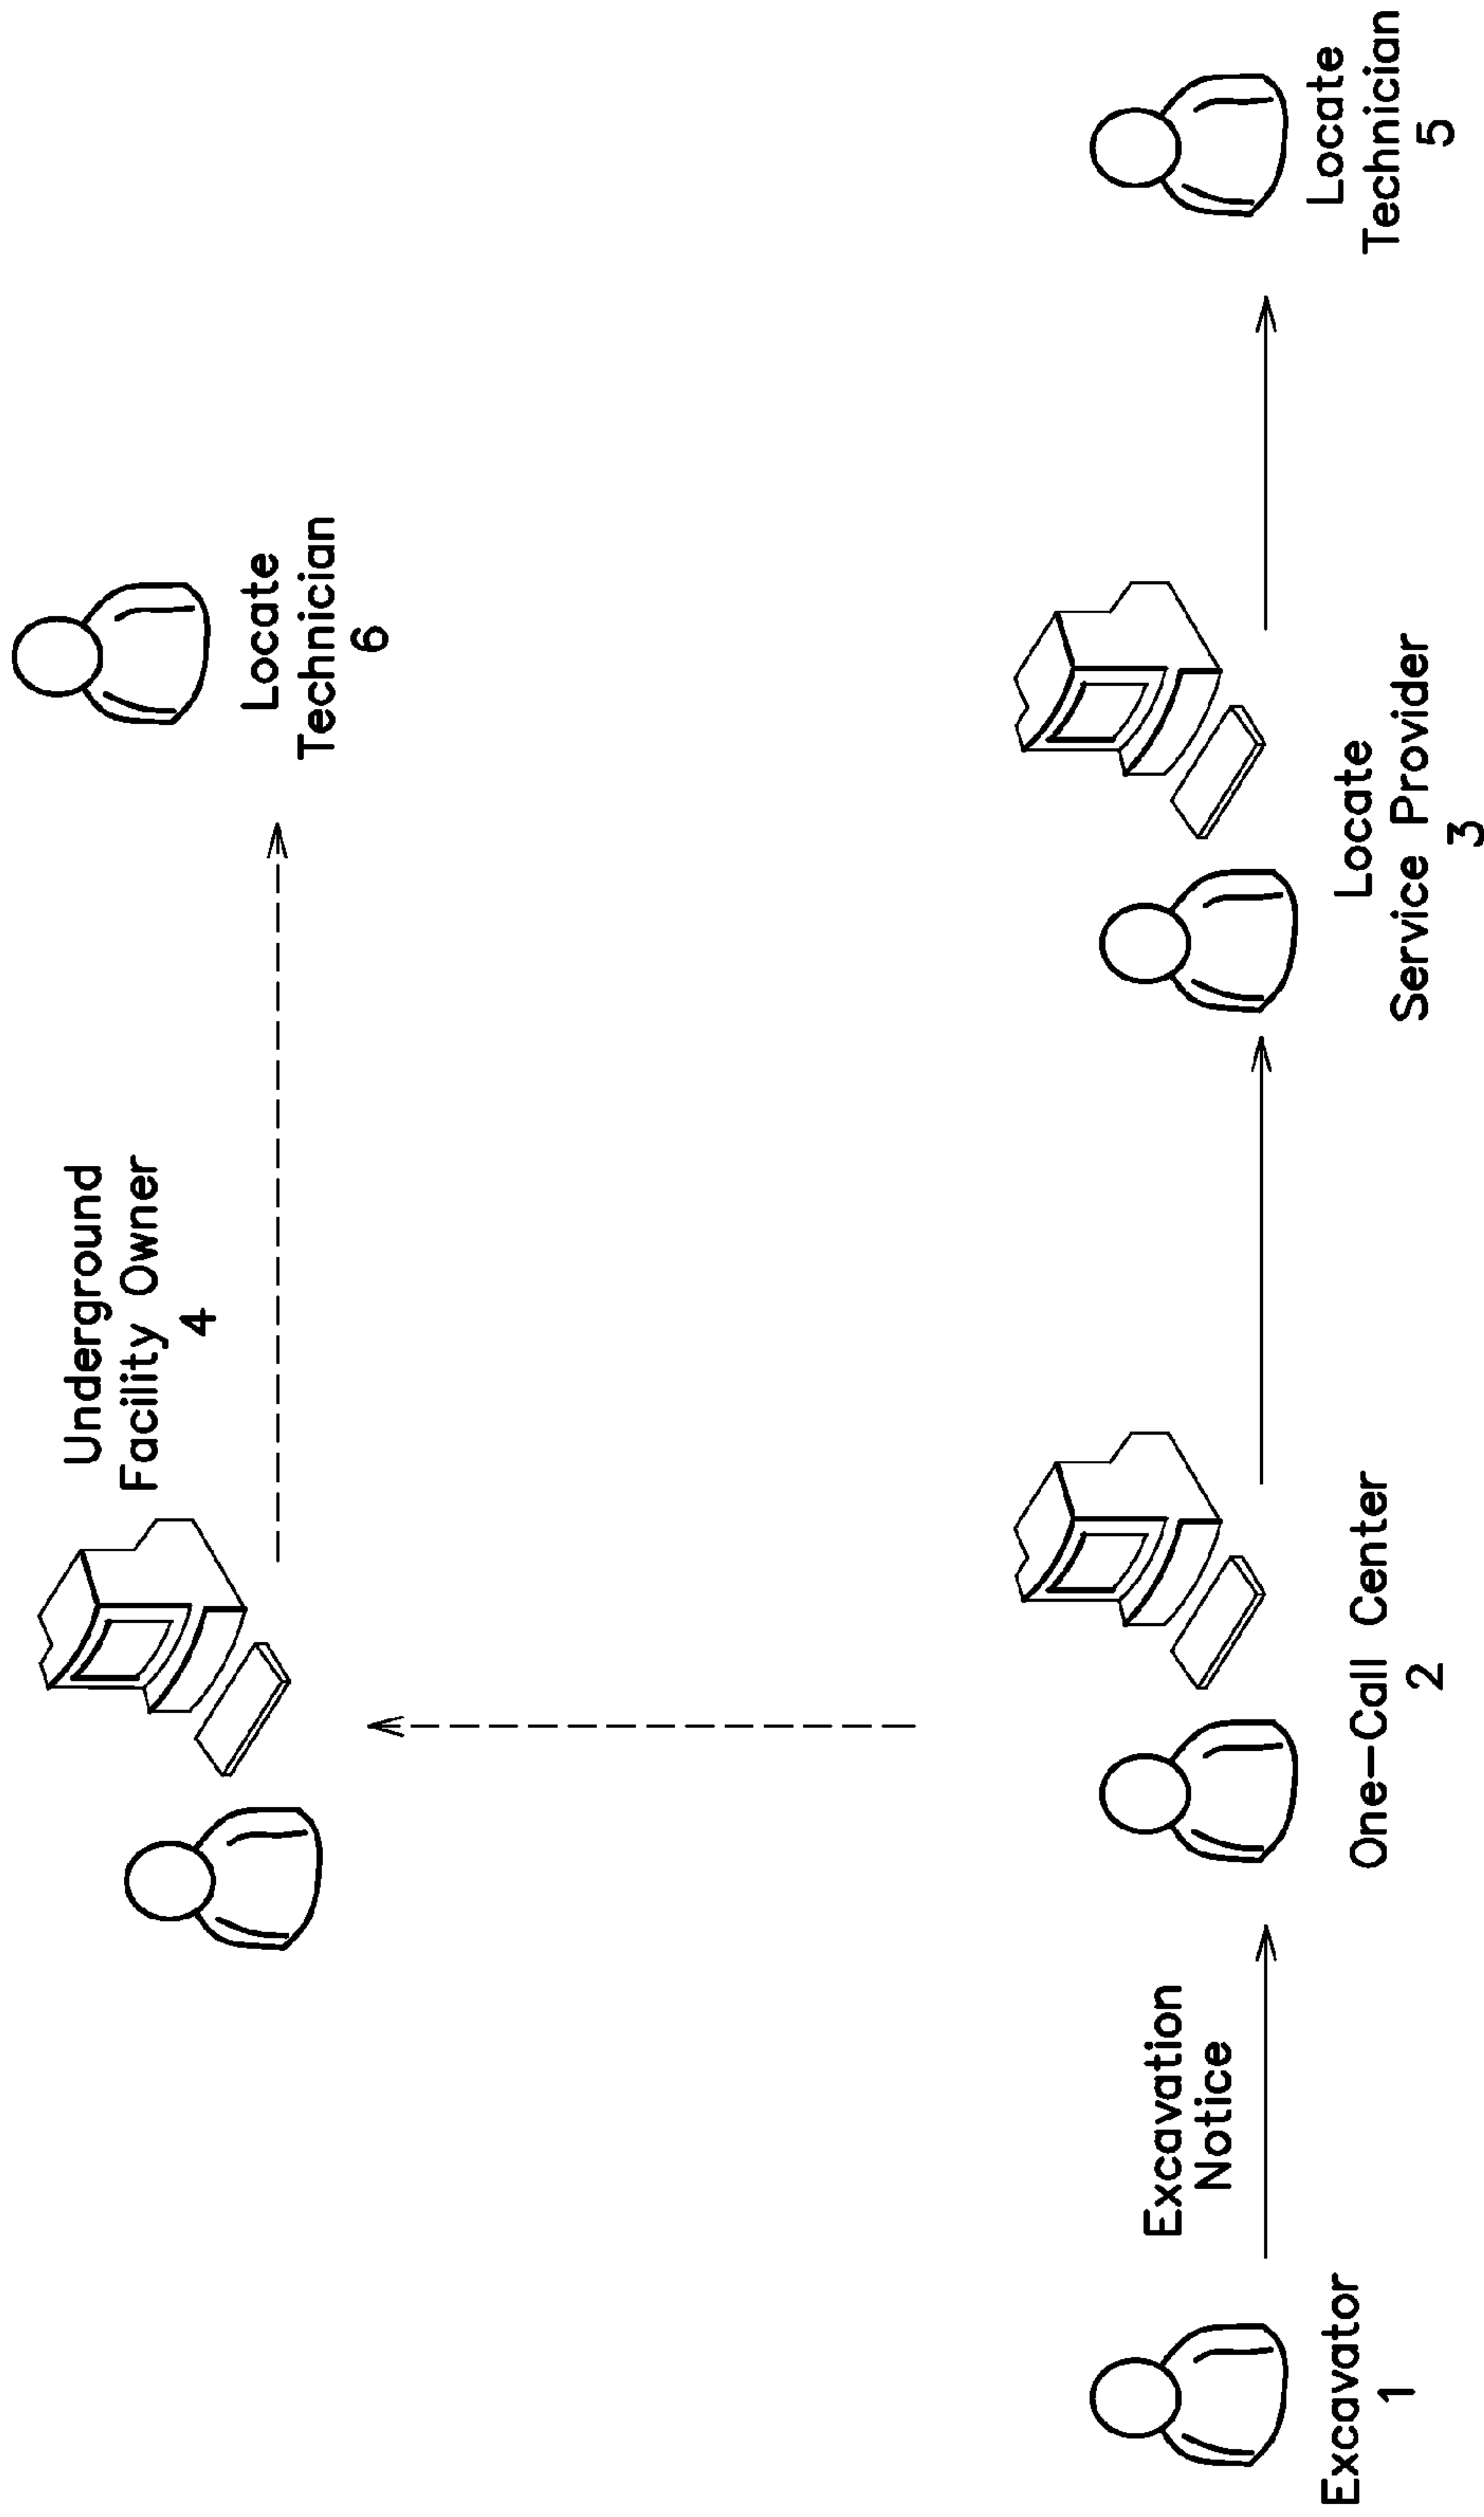 Underground
Facility Owner
4
Locate
Technician
6
Excavation
Notice
Excavator
1
One-Call Center
2
Locate
Service Provider
3
Locate
Technician
5